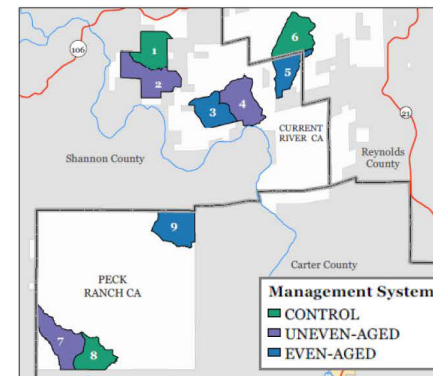 106
1
2
6
5
3
4
CURRENT
RIVER CA
21
Shannon County
Reynolds
County
9
PECK
RANCH CA
Carter County
7
8
Management System
CONTROL
UNEVEN-AGED
EVEN-AGED